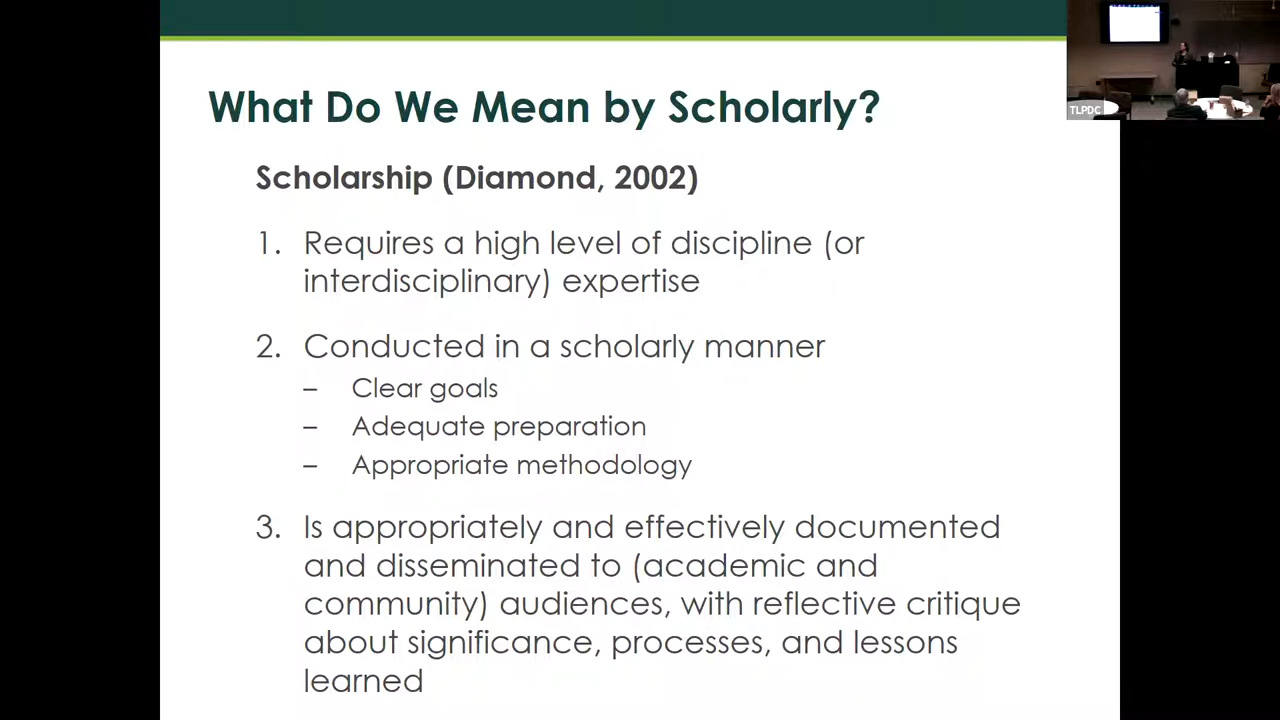 What Do We Mean by Scholarly?
TLPDC
Scholarship (Diamond, 2002)
1. Requires a high level of discipline (or
interdisciplinary) expertise
2. Conducted in a scholarly manner
– Clear goals
– Adequate preparation
– Appropriate methodology
3. Is appropriately and effectively documented
and disseminated to (academic and
community) audiences, with reflective critique
about significance, processes, and lessons
learned